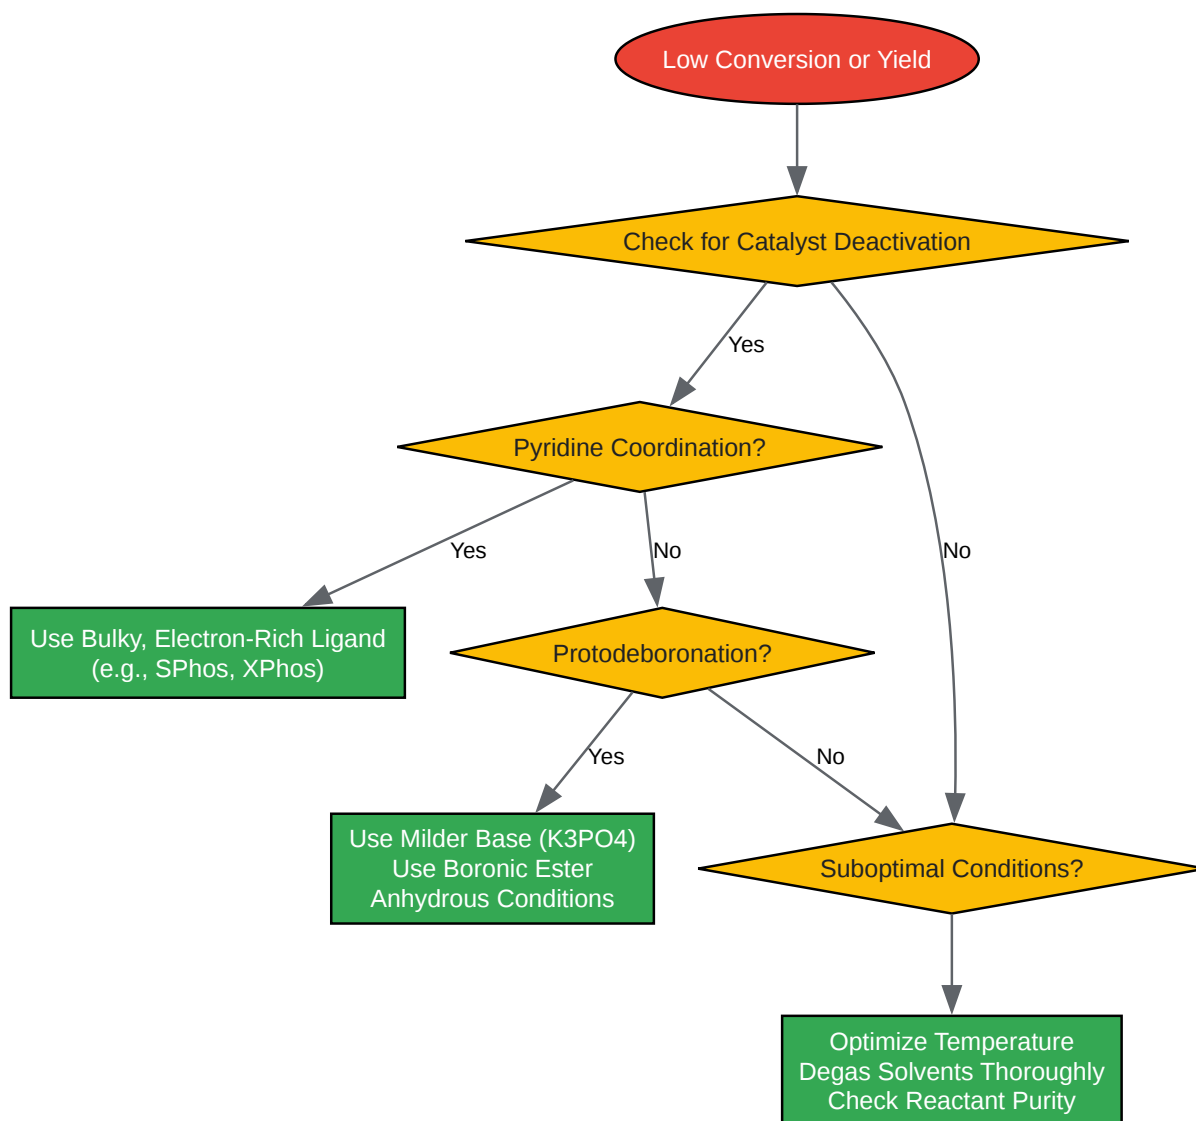 Low Conversion or Yield
Check for Catalyst Deactivation
Yes
Pyridine Coordination?
Yes
No
No
Use Bulky, Electron-Rich Ligand
(e.g., SPhos, XPhos)
Protodeboronation?
Yes
No
Use Milder Base (K3PO4)
Use Boronic Ester
Anhydrous Conditions
Suboptimal Conditions?
Optimize Temperature
Degas Solvents Thoroughly
Check Reactant Purity